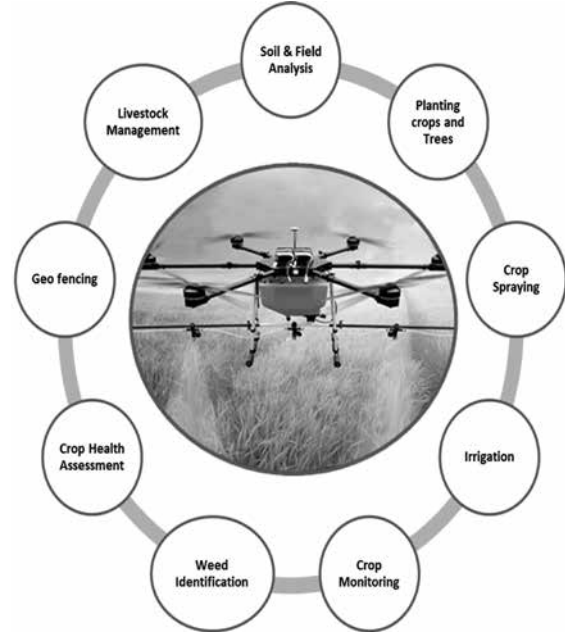 Soil & Field
Analysis
Planting
crops and
Trees
Crop
Spraying
Irrigation
Crop
Monitoring
Weed
Identification
Crop Health
Assessment
Geo fencing
Livestock
Management